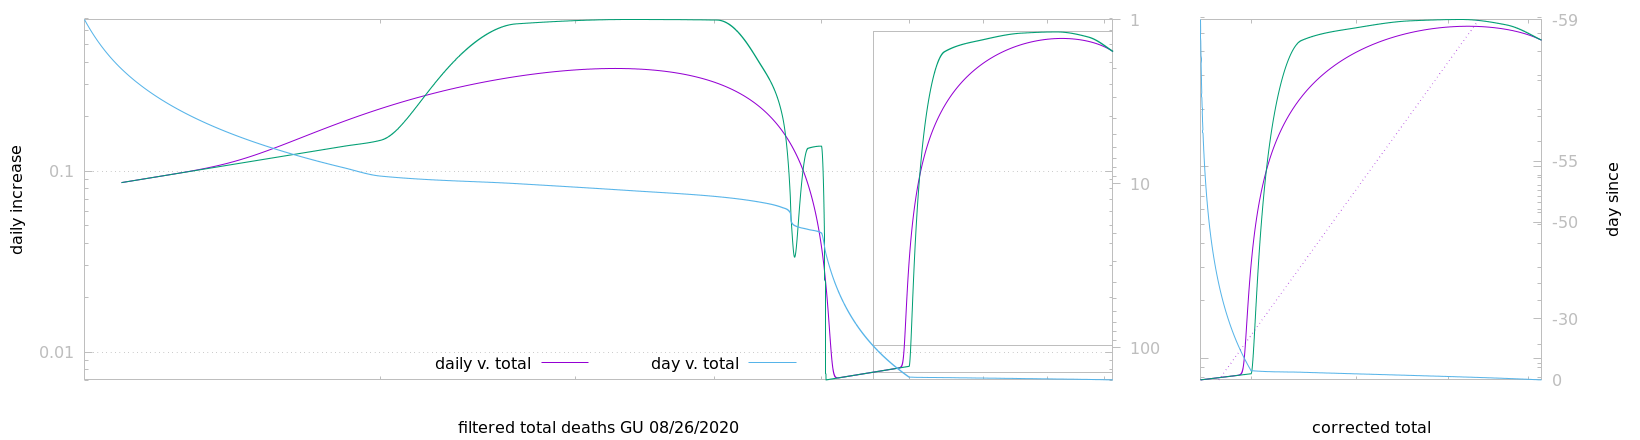 1
-59
daily increase
0.1
10
-55
-50
day since
-30
0.01
100
daily v. total
day v. total
0
filtered total deaths GU 08/26/2020
corrected total